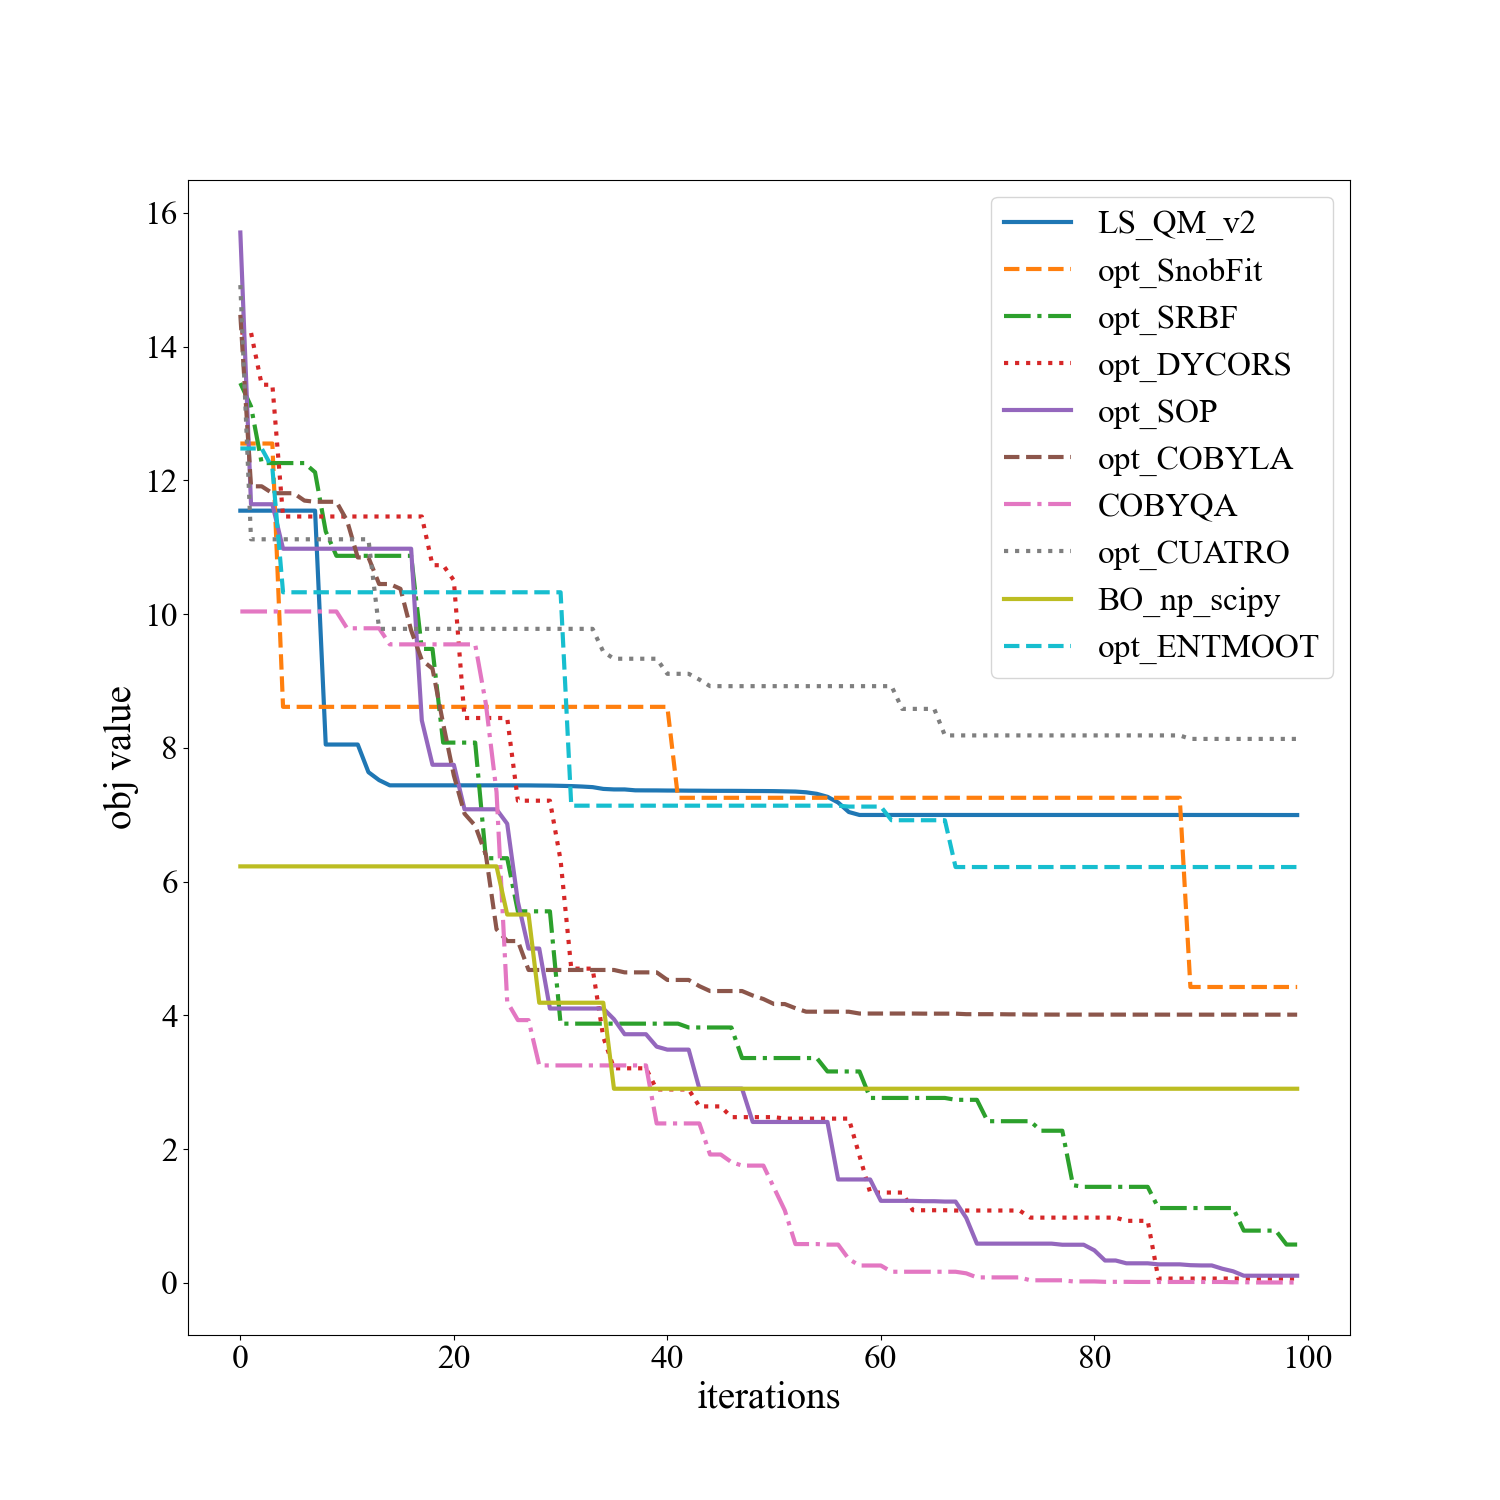 16
14
12
10
8
6
4
2
0
obj value
0 20 40 60 80 100
iterations
LS_QM_v2
opt_SnobFit
opt_SRBF
opt_DYCORS
opt_SOP
opt_COBYLA
COBYQA
opt_CUATRO
BO_np_scipy
opt_ENTMOOT